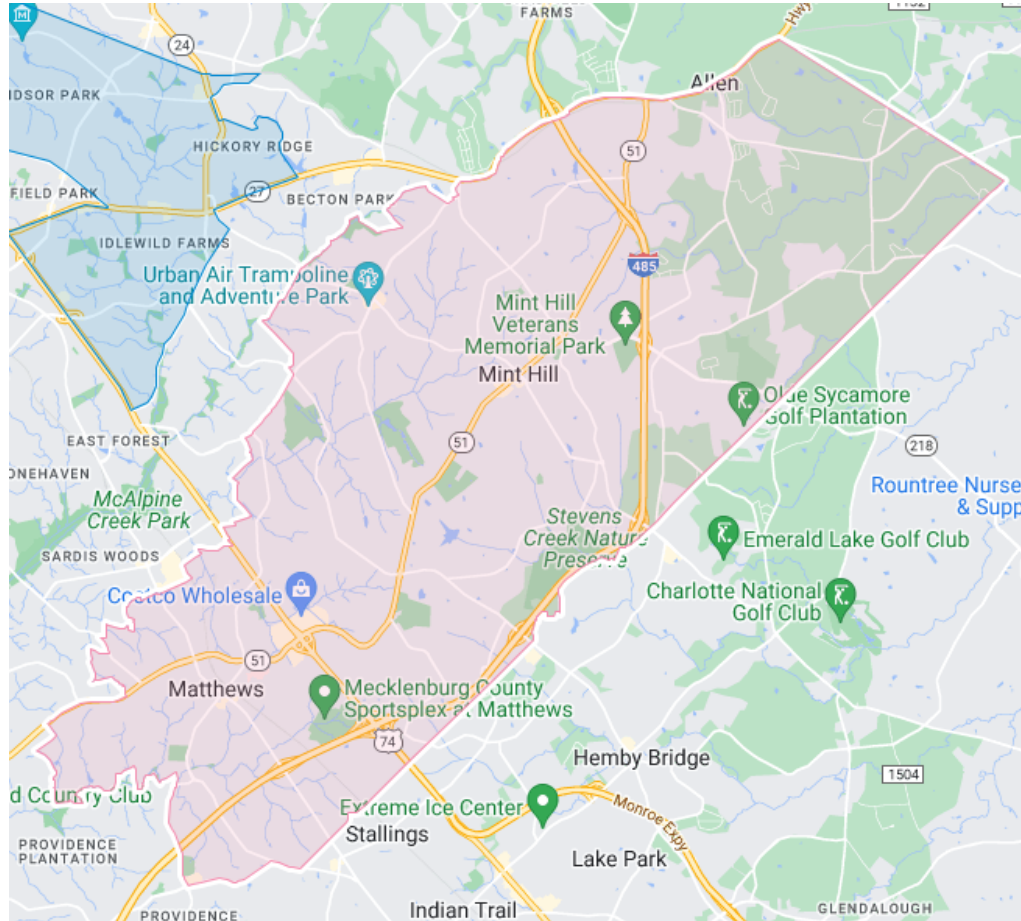 FARMS
1152
Hwy
24
Allen
NDSOR PARK
51
HICKORY RIDGE
FIELD PARK
27
BECTON PARK
IDLEWILD FARMS
485
Urban Air Trampoline
and Adventure Park
Mint Hill
Veterans
Memorial Park
Mint Hill
Olde Sycamore
Golf Plantation
EAST FOREST
51
218
ONEHAVEN
Rountree Nurse
& Supp
McAlpine
Creek Park
Stevens
Creek Nature
Preserve
Emerald Lake Golf Club
SARDIS WOODS
Costco Wholesale
Charlotte National
Golf Club
51
Matthews
Mecklenburg County
Sportsplex at Matthews
74
Hemby Bridge
1504
d Country Club
Extreme Ice Center
Monroe Expy
Stallings
PROVIDENCE
PLANTATION
Lake Park
PROVIDENCE
Indian Trail
GLENDALOUGH